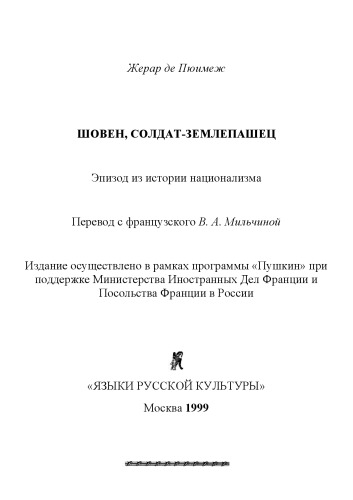 Жерар де Пюимеж
ШОВЕН, СОЛДАТ-ЗЕМЛЕПАШЕЦ
Эпизод из истории национализма
Перевод с французского В. А. Мильчиной
Издание осуществлено в рамках программы «Пушкин» при
поддержке Министерства Иностранных Дел Франции и
Посольства Франции в России
«ЯЗЫКИ РУССКОЙ КУЛЬТУРЫ»
Москва 1999